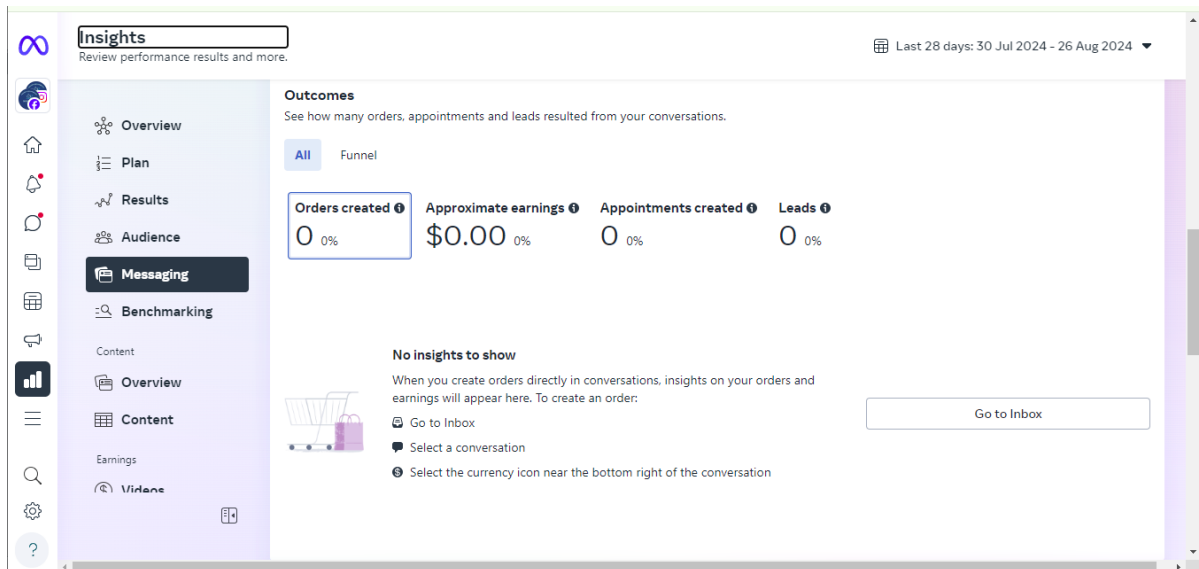 Insights
Review performance results and more.
Last 28 days: 30 Jul 2024 - 26 Aug 2024
Overview
Plan
Results
Audience
Messaging
Benchmarking
Content
Overview
Content
Earnings
Videos
Outcomes
See how many orders, appointments and leads resulted from your conversations.
All Funnel
Orders created Approximate earnings Appointments created Leads
0 0% $0.00 0% 0 0% 0 0%
No insights to show
When you create orders directly in conversations, insights on your orders and
earnings will appear here. To create an order:
Go to Inbox
Select a conversation
Select the currency icon near the bottom right of the conversation
Go to Inbox